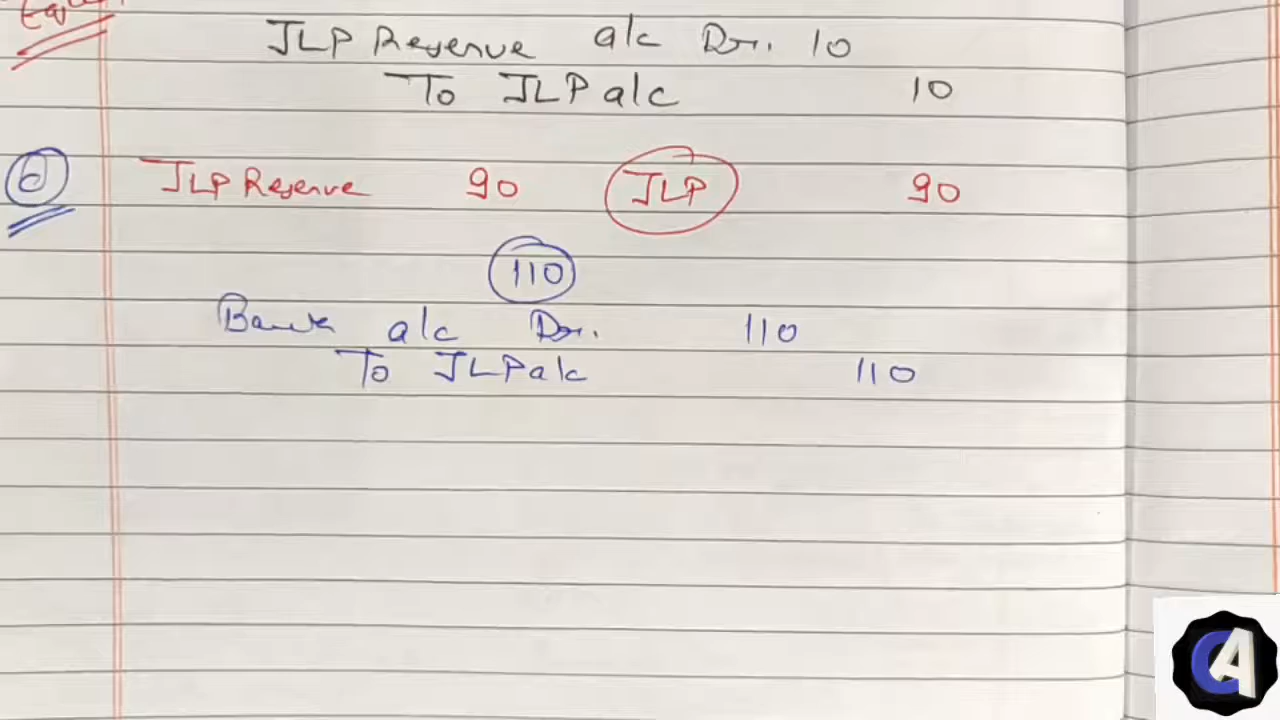 JLP Reserve a/c Dr. 10
To JLP a/c 10
d JLP Reserve 90 JLP 90
110
Bank a/c Dr. 110
To JLP a/c 110
CA